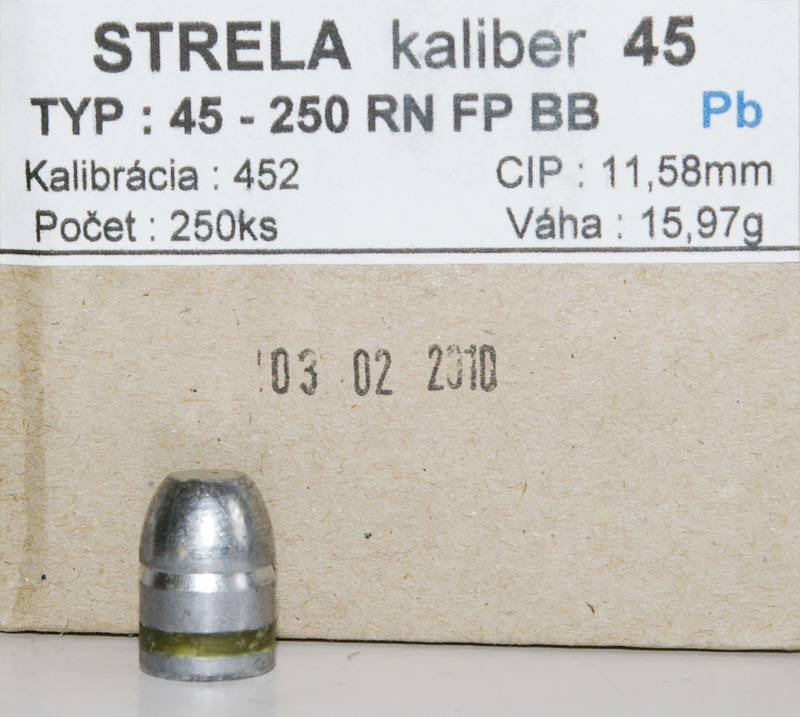 STRELA kaliber 45
TYP : 45 - 250 RN FP BB Pb
Kalibrácia : 452 CIP : 11,58mm
Počet : 250ks Váha : 15,97g
03 02 2010